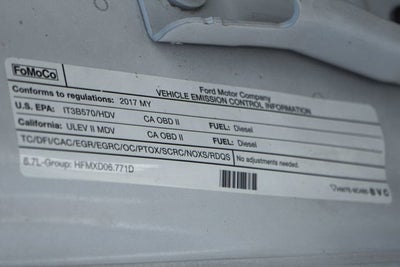 FoMoCo
Ford Motor Company
VEHICLE EMISSION CONTROL INFORMATION
Conforms to regulations: 2017 MY
U.S. EPA: IT3B570/HDV CA OBD II FUEL: Diesel
California: ULEV II MDV CA OBD II FUEL: Diesel
TC/DFI/CAC/EGR/EGRC/OC/PTOX/SCRC/NOXS/RDQS No adjustments needed.
6.7L-Group: HFMXD06.771D
SVC